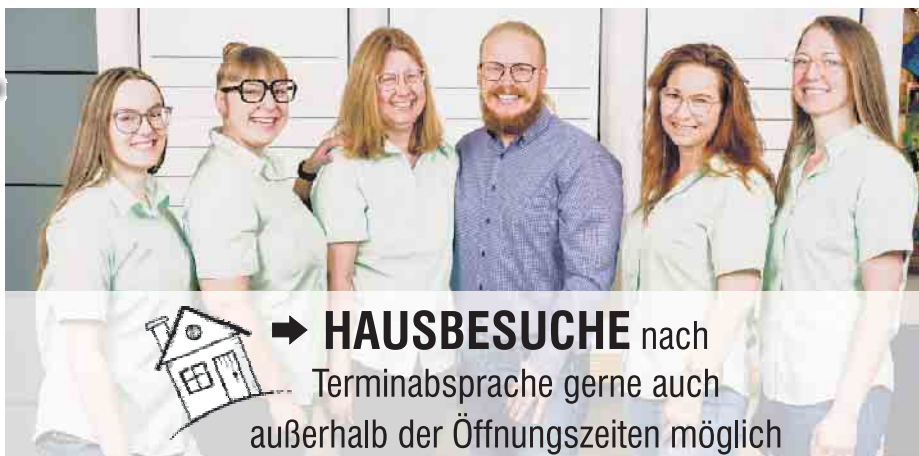 ➡ HAUSBESUCHE nach
Terminabsprache gerne auch
außerhalb der Öffnungszeiten möglich